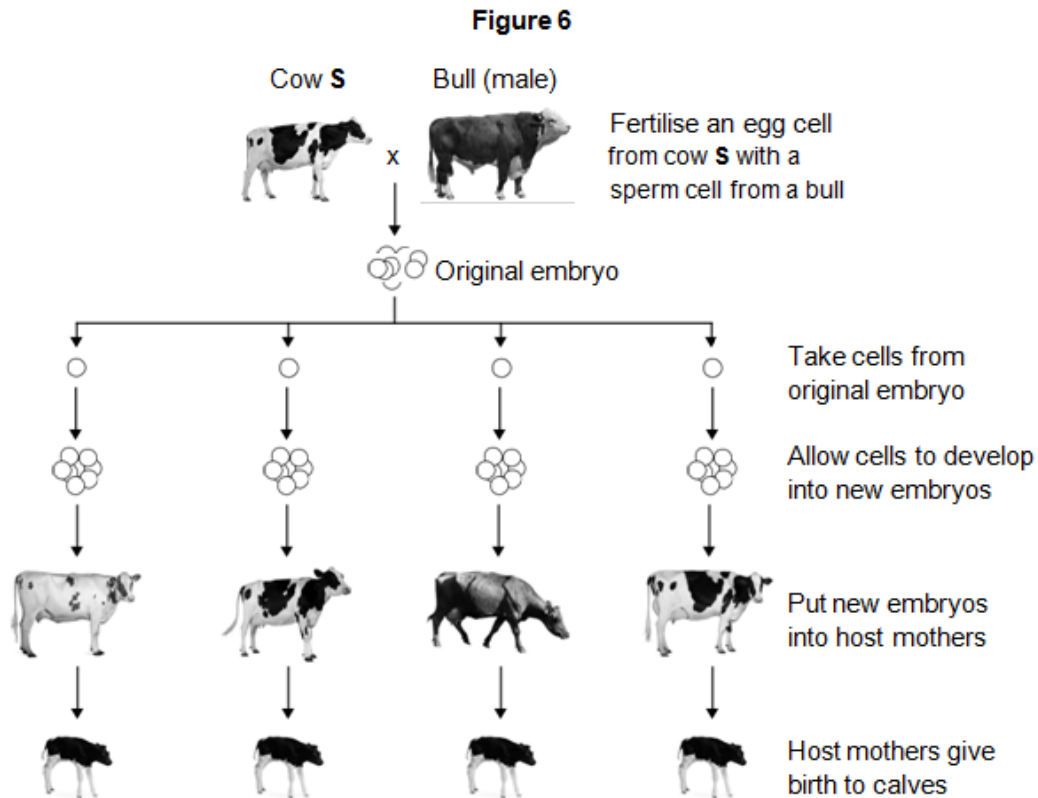 Figure 6
Cow S
Bull (male)
x
Fertilise an egg cell
from cow S with a
sperm cell from a bull
Original embryo
Take cells from
original embryo
Allow cells to develop
into new embryos
Put new embryos
into host mothers
Host mothers give
birth to calves